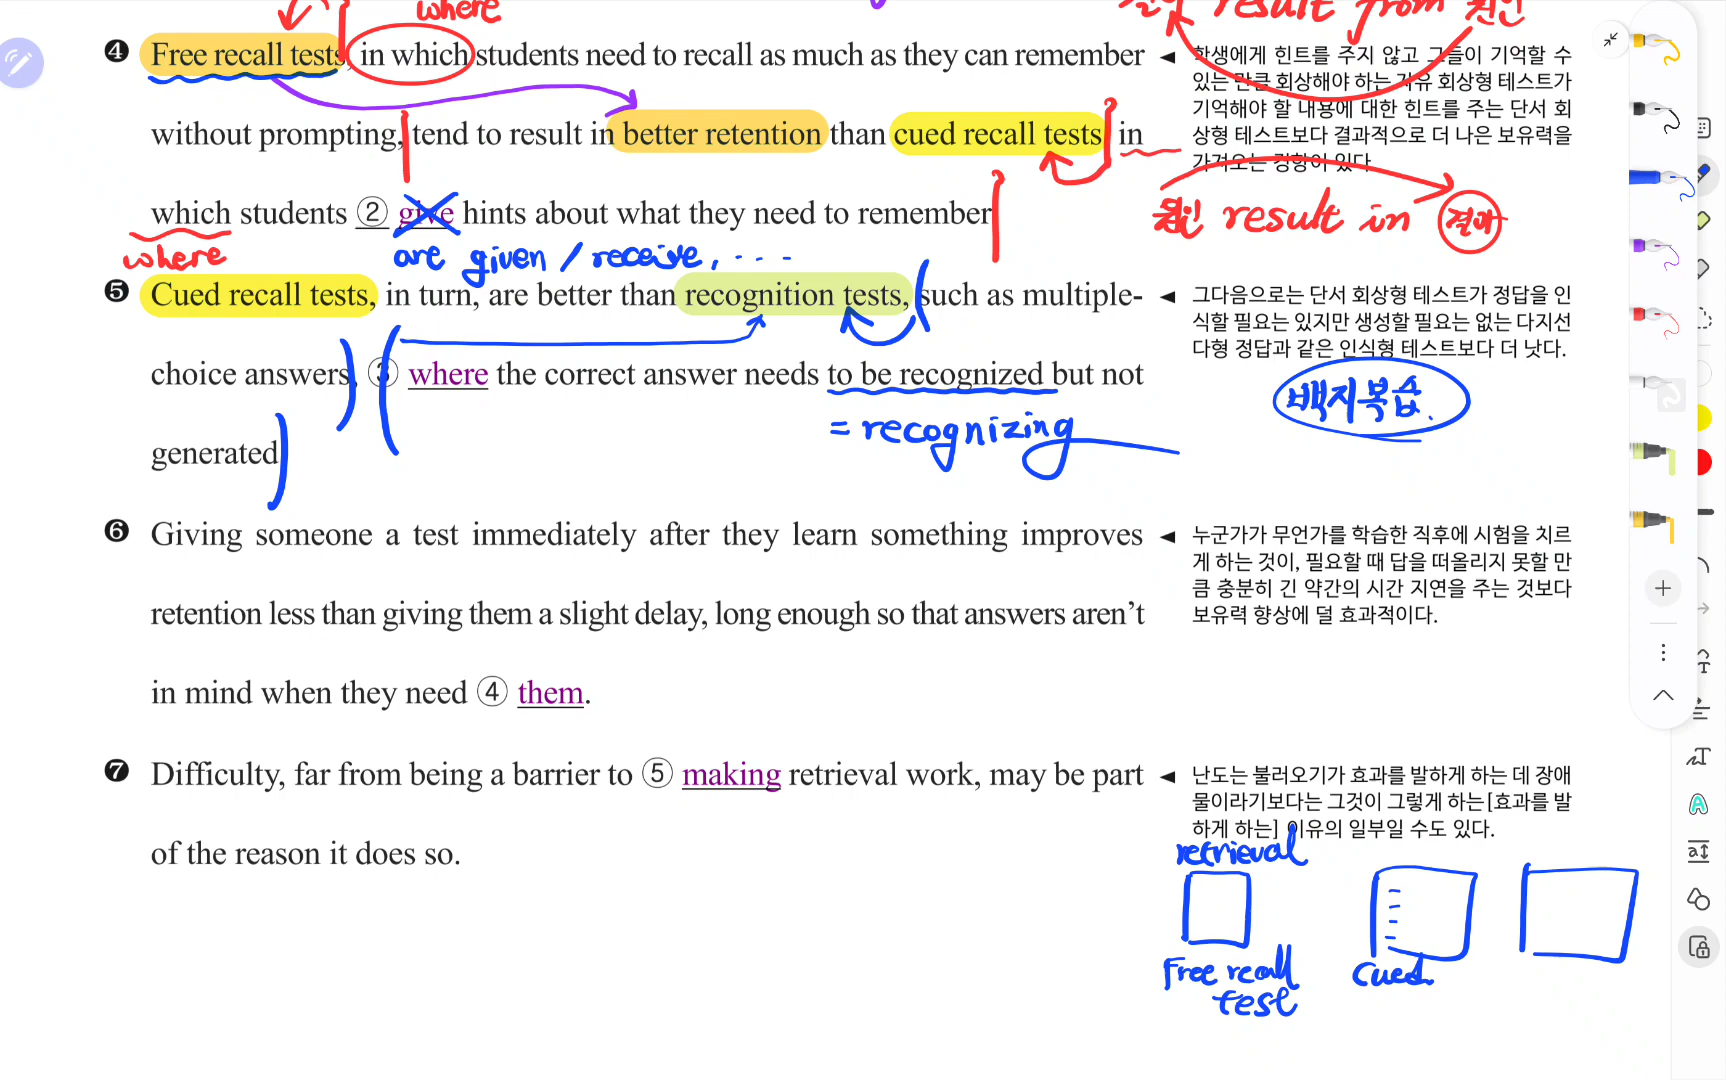 where
result from 원인
④ Free recall tests, in which students need to recall as much as they can remember
without prompting, tend to result in better retention than cued recall tests, in
which students ② give hints about what they need to remember.
◄ 학생에게 힌트를 주지 않고 그들이 기억할 수
있는 만큼 회상해야 하는 자유 회상형 테스트가
기억해야 할 내용에 대한 힌트를 주는 단서 회
상형 테스트보다 결과적으로 더 나은 보유력을
가져오는 경향이 있다.
원인 result in 결과
where
are given / receive, ...
⑤ Cued recall tests, in turn, are better than recognition tests, such as multiple-
choice answers, ③ where the correct answer needs to be recognized but not
generated.
= recognizing
◄ 그다음으로는 단서 회상형 테스트가 정답을 인
식할 필요는 있지만 생성할 필요는 없는 다지선
다형 정답과 같은 인식형 테스트보다 더 낫다.
백지복습.
⑥ Giving someone a test immediately after they learn something improves
retention less than giving them a slight delay, long enough so that answers aren’t
in mind when they need ④ them.
◄ 누군가가 무언가를 학습한 직후에 시험을 치르
게 하는 것이, 필요할 때 답을 떠올리지 못할 만
큼 충분히 긴 약간의 시간 지연을 주는 것보다
보유력 향상에 덜 효과적이다.
⑦ Difficulty, far from being a barrier to ⑤ making retrieval work, may be part
of the reason it does so.
◄ 난도는 불러오기가 효과를 발하게 하는 데 장애
물이라기보다는 그것이 그렇게 하는[효과를 발
하게 하는] 이유의 일부일 수도 있다.
retrieval
Free recall
test
Cued